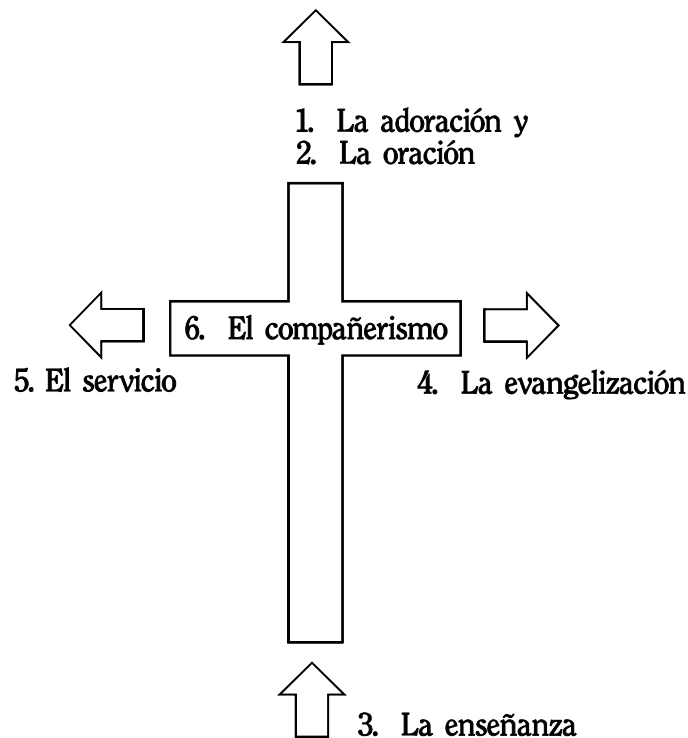 1. La adoración y
2. La oración
6. El compañerismo
5. El servicio
4. La evangelización
3. La enseñanza